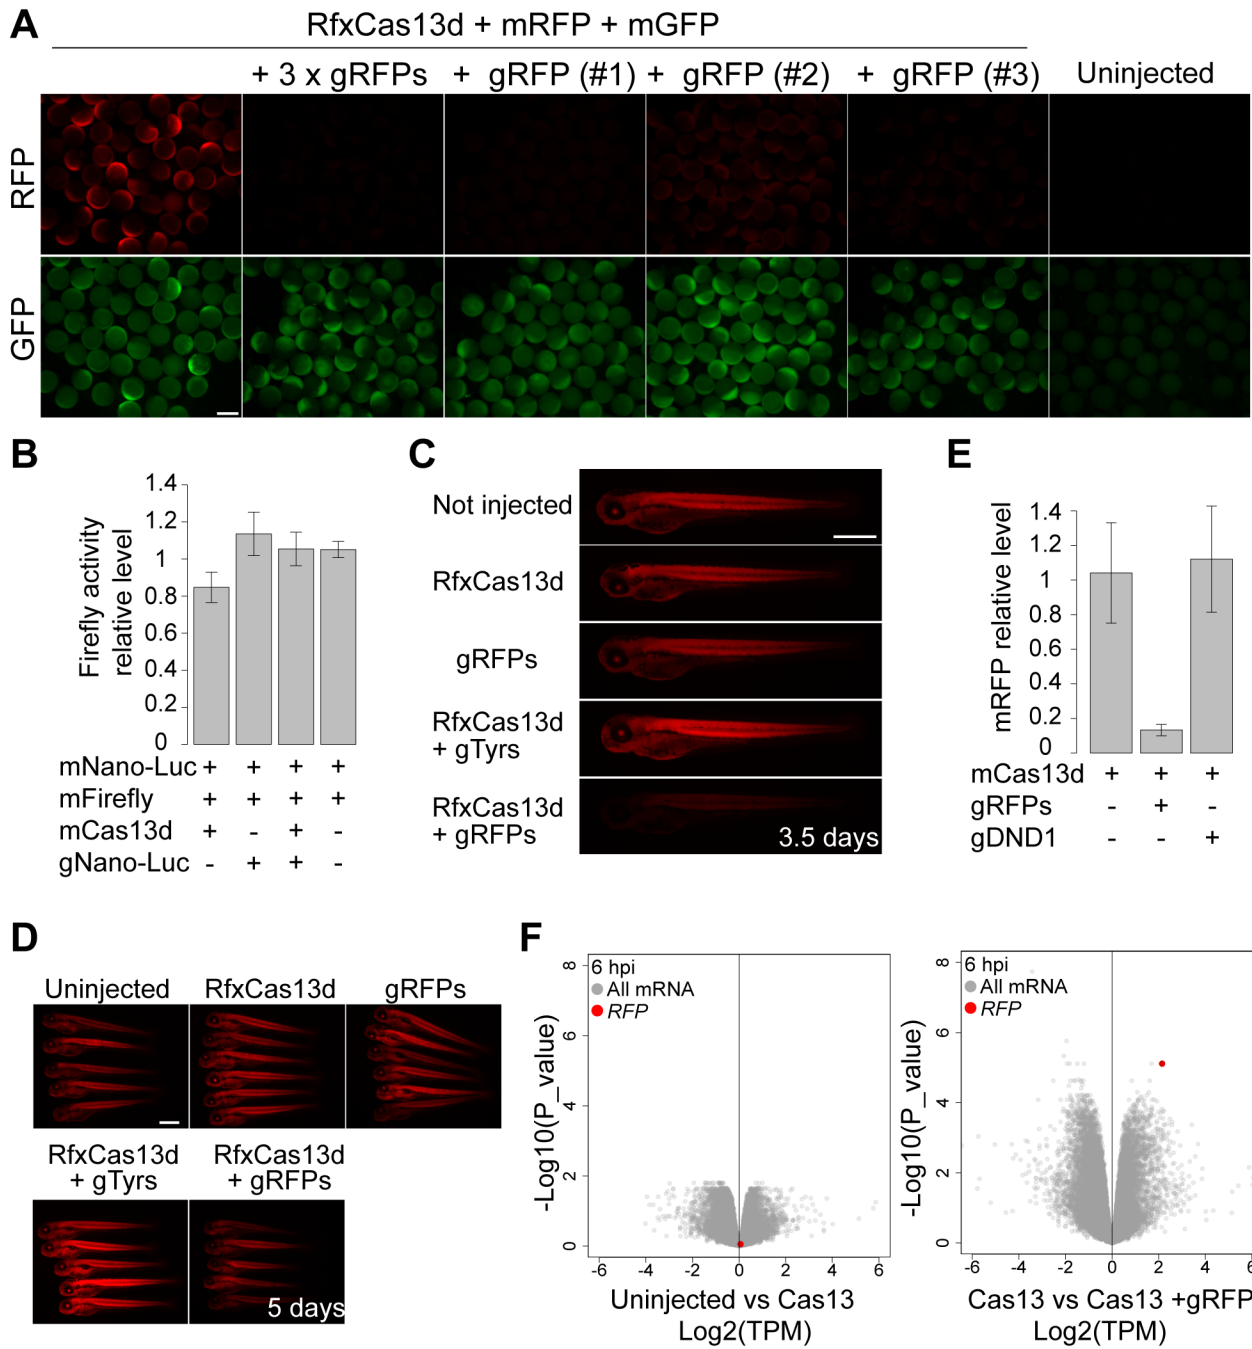 A
RfxCas13d + mRFP + mGFP
+ 3 x gRFPs + gRFP (#1) + gRFP (#2) + gRFP (#3) Uninjected
RFP
GFP
B
Firefly activity
relative level
1.4
1.2
1
0.8
0.6
0.4
0.2
0
mNano-Luc + + + +
mFirefly + + + +
mCas13d + - + -
gNano-Luc - + + -
C
Not injected
RfxCas13d
gRFPs
RfxCas13d
+ gTyrs
RfxCas13d
+ gRFPs
3.5 days
E
mRFP relative level
1.4
1.2
1
0.8
0.6
0.4
0.2
0
mCas13d + + +
gRFPs - + -
gDND1 - - +
D
Uninjected RfxCas13d gRFPs
RfxCas13d
+ gTyrs
RfxCas13d
+ gRFPs
5 days
F
-Log10(P_value)
8
6
4
2
0
6 hpi
All mRNA
RFP
-6 -4 -2 0 2 4 6
Uninjected vs Cas13
Log2(TPM)
-Log10(P_value)
8
6
4
2
0
6 hpi
All mRNA
RFP
-6 -4 -2 0 2 4 6
Cas13 vs Cas13 +gRFP
Log2(TPM)